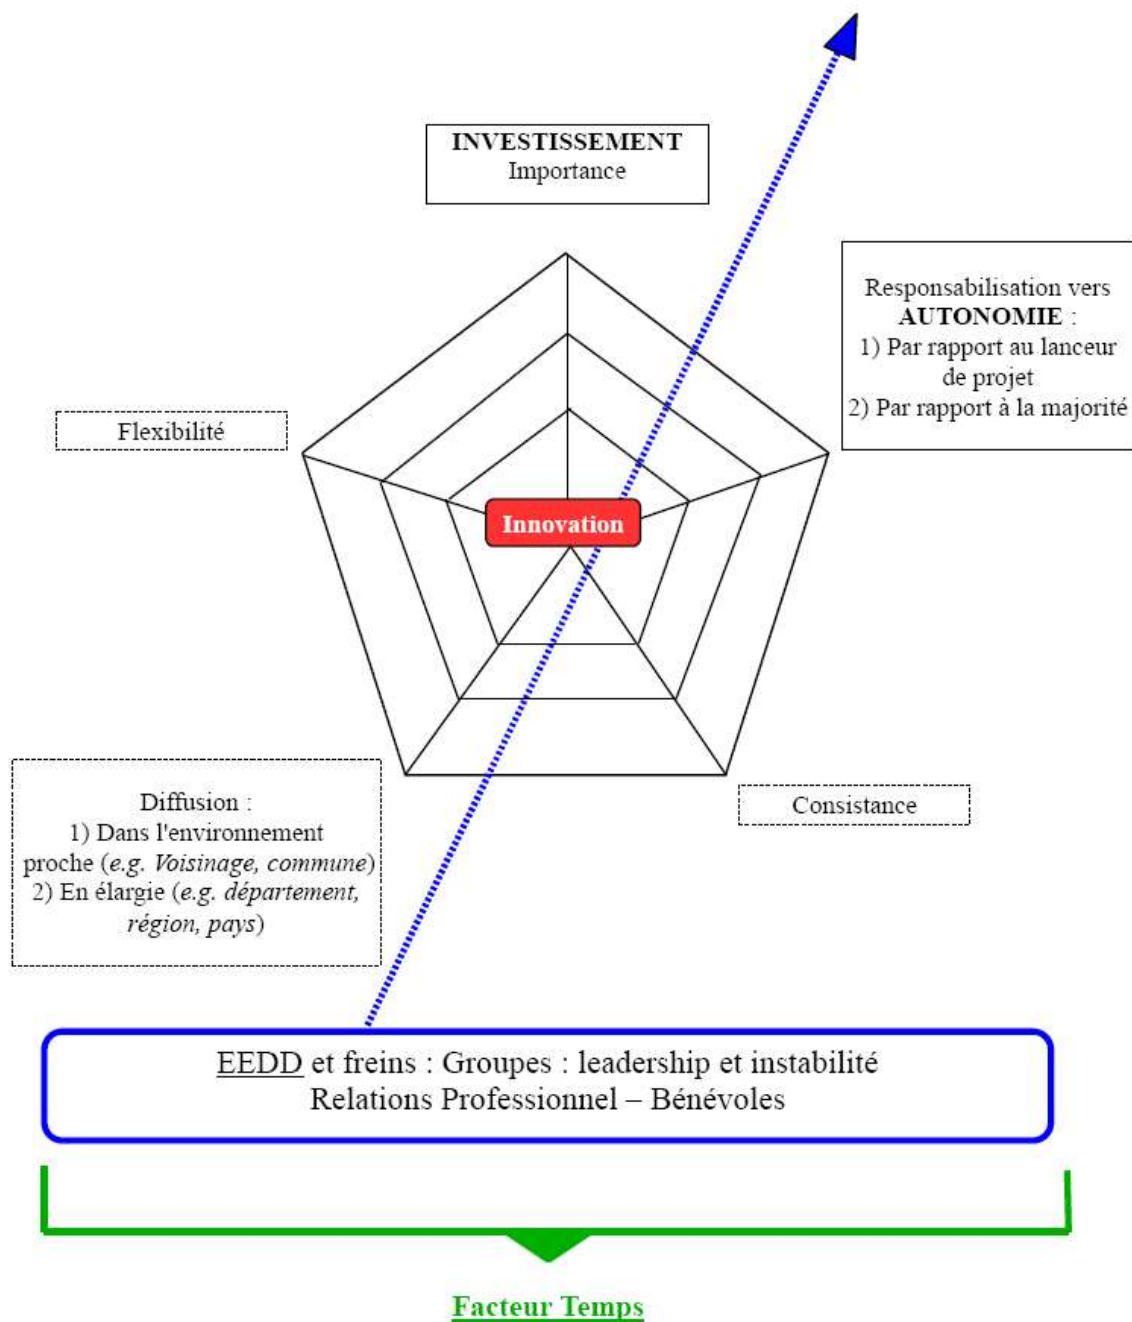 INVESTISSEMENT
Importance
Responsabilisation vers
AUTONOMIE :
1) Par rapport au lanceur
de projet
2) Par rapport à la majorité
Flexibilité
Innovation
Diffusion :
1) Dans l'environnement
proche (e.g. Voisinage, commune)
2) En élargie (e.g. département,
région, pays)
Consistance
EEDD et freins : Groupes : leadership et instabilité
Relations Professionnel – Bénévoles
Facteur Temps